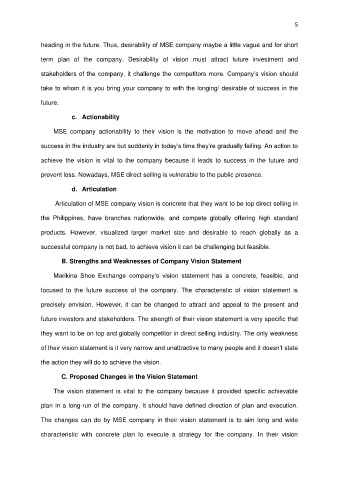 5
heading in the future. Thus, desirability of MSE company maybe a little vague and for short
term plan of the company. Desirability of vision must attract future investment and
stakeholders of the company, it challenge the competitors more. Company's vision should
take to whom it is you bring your company to with the longing/ desirable of success in the
future.
c. Actionability
MSE company actionability to their vision is the motivation to move ahead and the
success in the industry are but suddenly in today's time they're gradually failing. An action to
achieve the vision is vital to the company because it leads to success in the future and
prevent loss. Nowadays, MSE direct selling is vulnerable to the public presence.
d. Articulation
Articulation of MSE company vision is concrete that they want to be top direct selling in
the Philippines, have branches nationwide, and compete globally offering high standard
products. However, visualized larger market size and desirable to reach globally as a
successful company is not bad, to achieve vision it can be challenging but feasible.
B. Strengths and Weaknesses of Company Vision Statement
Marikina Shoe Exchange company's vision statement has a concrete, feasible, and
focused to the future success of the company. The characteristic of vision statement is
precisely envision. However, it can be changed to attract and appeal to the present and
future investors and stakeholders. The strength of their vision statement is very specific that
they want to be on top and globally competitor in direct selling industry. The only weakness
of their vision statement is it very narrow and unattractive to many people and it doesn't state
the action they will do to achieve the vision.
C. Proposed Changes in the Vision Statement
The vision statement is vital to the company because it provided specific achievable
plan in a long-run of the company. It should have defined direction of plan and execution.
The changes can do by MSE company in their vision statement is to aim long and wide
characteristic with concrete plan to execute a strategy for the company. In their vision